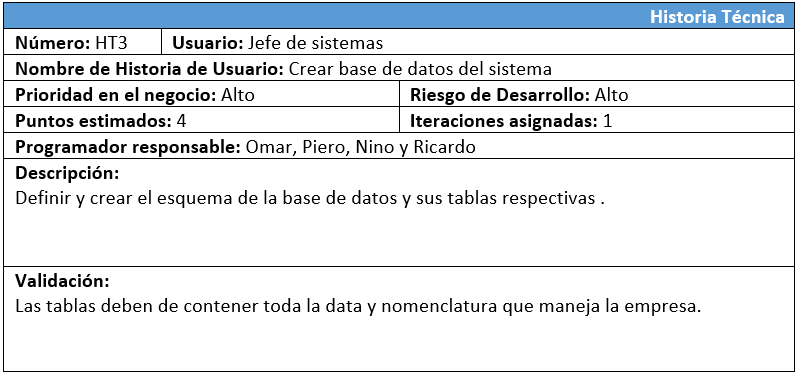 Historia Técnica
Número: HT3 Usuario: Jefe de sistemas
Nombre de Historia de Usuario: Crear base de datos del sistema
Prioridad en el negocio: Alto Riesgo de Desarrollo: Alto
Puntos estimados: 4 Iteraciones asignadas: 1
Programador responsable: Omar, Piero, Nino y Ricardo
Descripción:
Definir y crear el esquema de la base de datos y sus tablas respectivas .
Validación:
Las tablas deben de contener toda la data y nomenclatura que maneja la empresa.